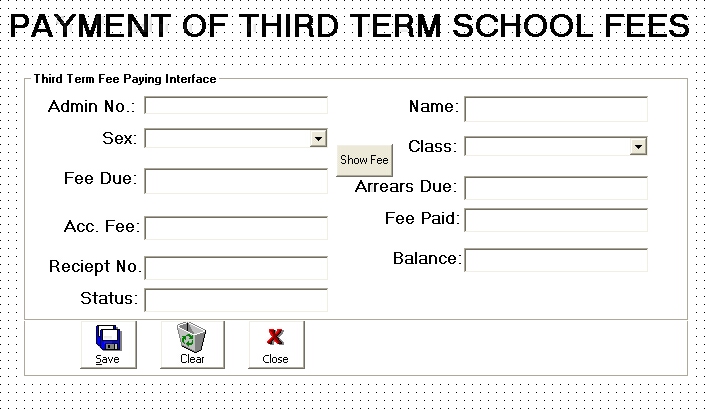 PAYMENT OF THIRD TERM SCHOOL FEES
Third Term Fee Paying Interface
Admin No.:
Name:
Sex:
Class:
Show Fee
Fee Due:
Arrears Due:
Acc. Fee:
Fee Paid:
Reciept No.
Balance:
Status:
Save
Clear
Close